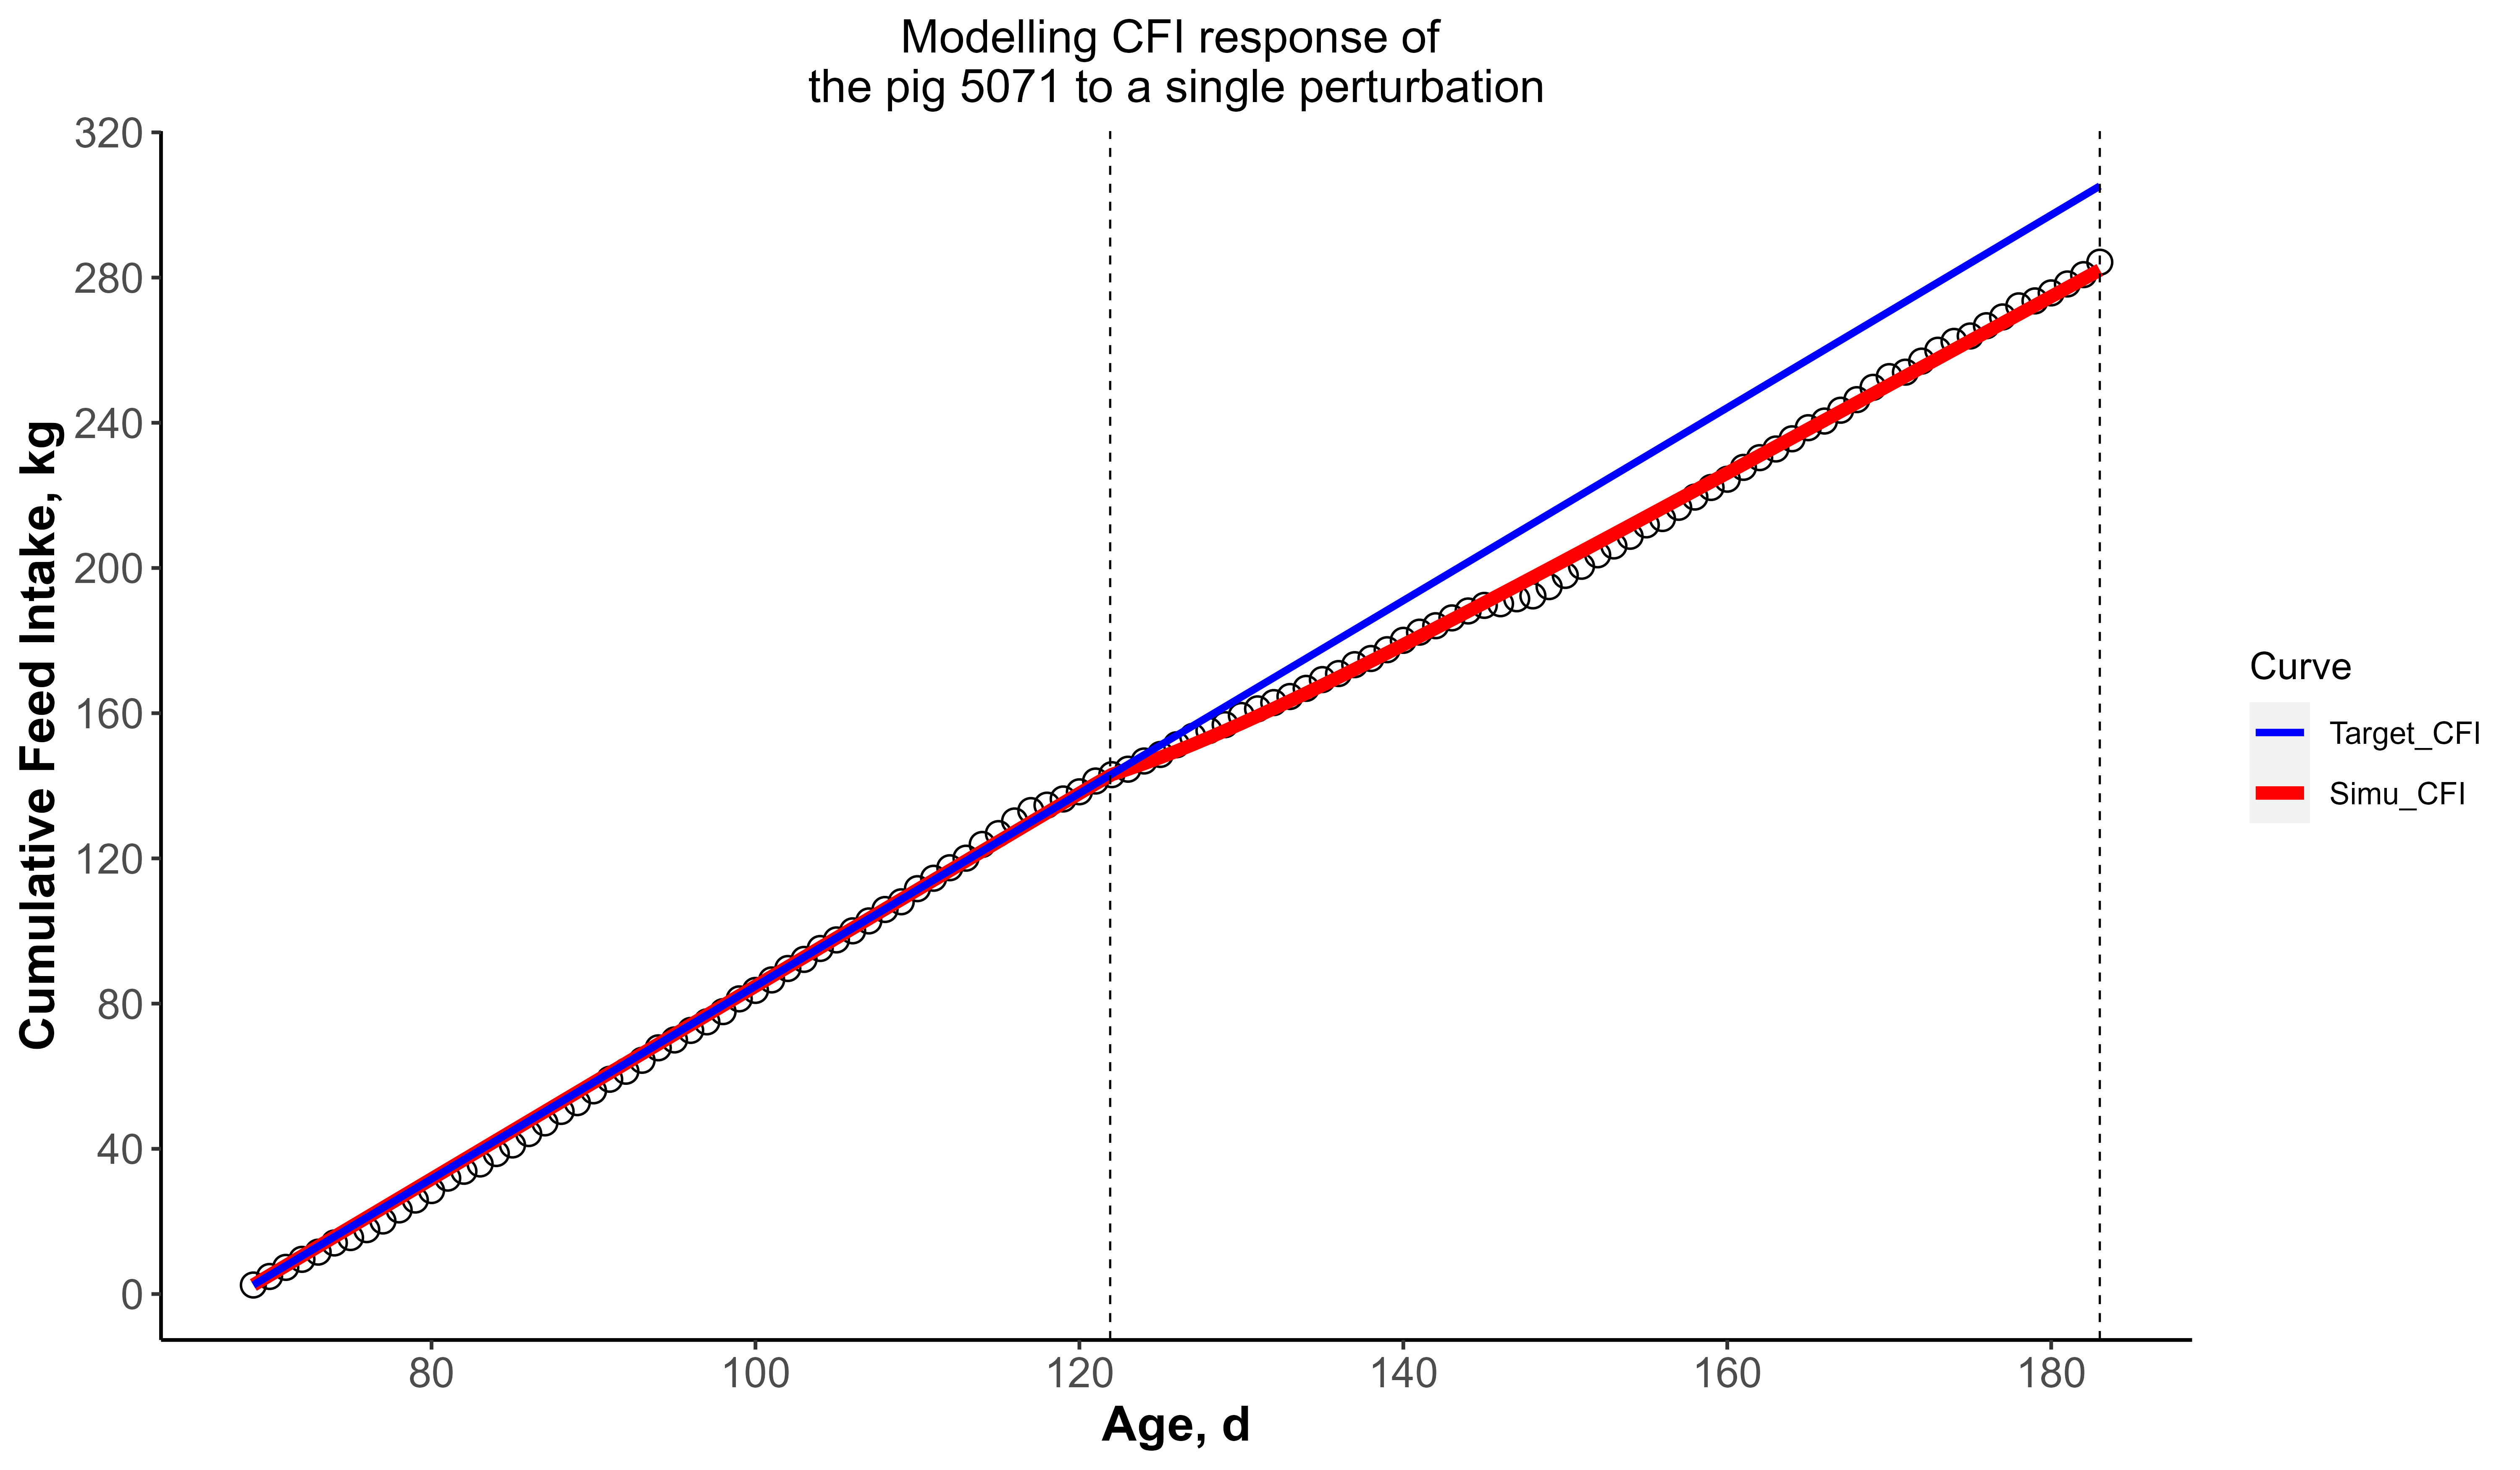 Modelling CFI response of
the pig 5071 to a single perturbation
Cumulative Feed Intake, kg
320
280
240
200
160
120
80
40
0
80 100 120 140 160 180
Age, d
Curve
Target_CFI
Simu_CFI